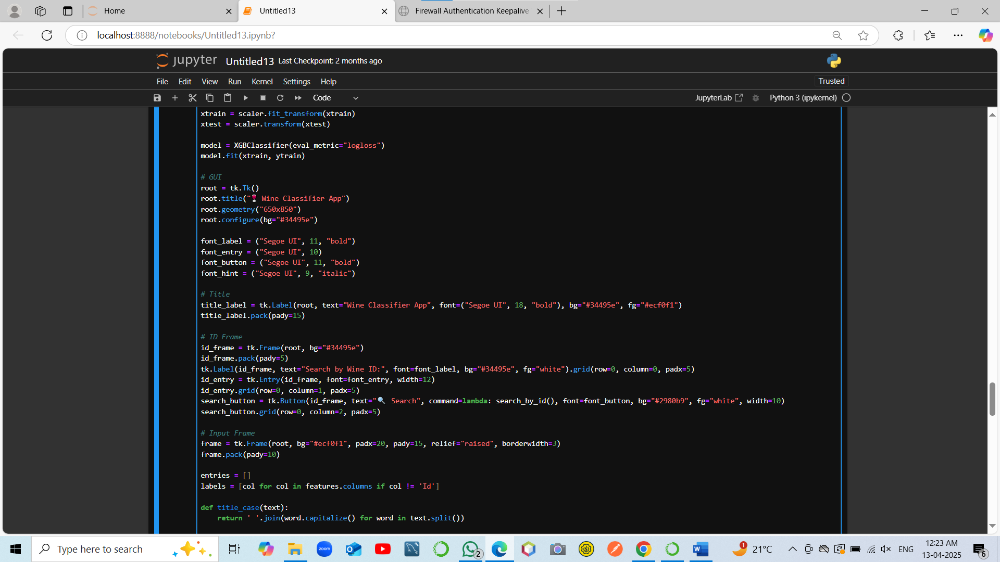 Home
Untitled13
Firewall Authentication Keepalive
localhost:8888/notebooks/Untitled13.ipynb?
jupyter Untitled13 Last Checkpoint: 2 months ago
File Edit View Run Kernel Settings Help
Trusted
Code
JupyterLab
Python 3 (ipykernel)
xtrain = scaler.fit_transform(xtrain)
xtest = scaler.transform(xtest)
model = XGBClassifier(eval_metric="logloss")
model.fit(xtrain, ytrain)
# GUI
root = tk.Tk()
root.title("🍷 Wine Classifier App")
root.geometry("650x850")
root.configure(bg="#34495e")
font_label = ("Segoe UI", 11, "bold")
font_entry = ("Segoe UI", 10)
font_button = ("Segoe UI", 11, "bold")
font_hint = ("Segoe UI", 9, "italic")
# Title
title_label = tk.Label(root, text="Wine Classifier App", font=("Segoe UI", 18, "bold"), bg="#34495e", fg="#ecf0f1")
title_label.pack(pady=15)
# ID Frame
id_frame = tk.Frame(root, bg="#34495e")
id_frame.pack(pady=5)
tk.Label(id_frame, text="Search by Wine ID:", font=font_label, bg="#34495e", fg="white").grid(row=0, column=0, padx=5)
id_entry = tk.Entry(id_frame, font=font_entry, width=12)
id_entry.grid(row=0, column=1, padx=5)
search_button = tk.Button(id_frame, text="🔍 Search", command=lambda: search_by_id(), font=font_button, bg="#2980b9", fg="white", width=10)
search_button.grid(row=0, column=2, padx=5)
# Input Frame
frame = tk.Frame(root, bg="#ecf0f1", padx=20, pady=15, relief="raised", borderwidth=3)
frame.pack(pady=10)
entries = []
labels = [col for col in features.columns if col != 'Id']
def title_case(text):
    return ' '.join(word.capitalize() for word in text.split())
Type here to search
zoom
2
1
21°C
ENG
12:23 AM
13-04-2025
6